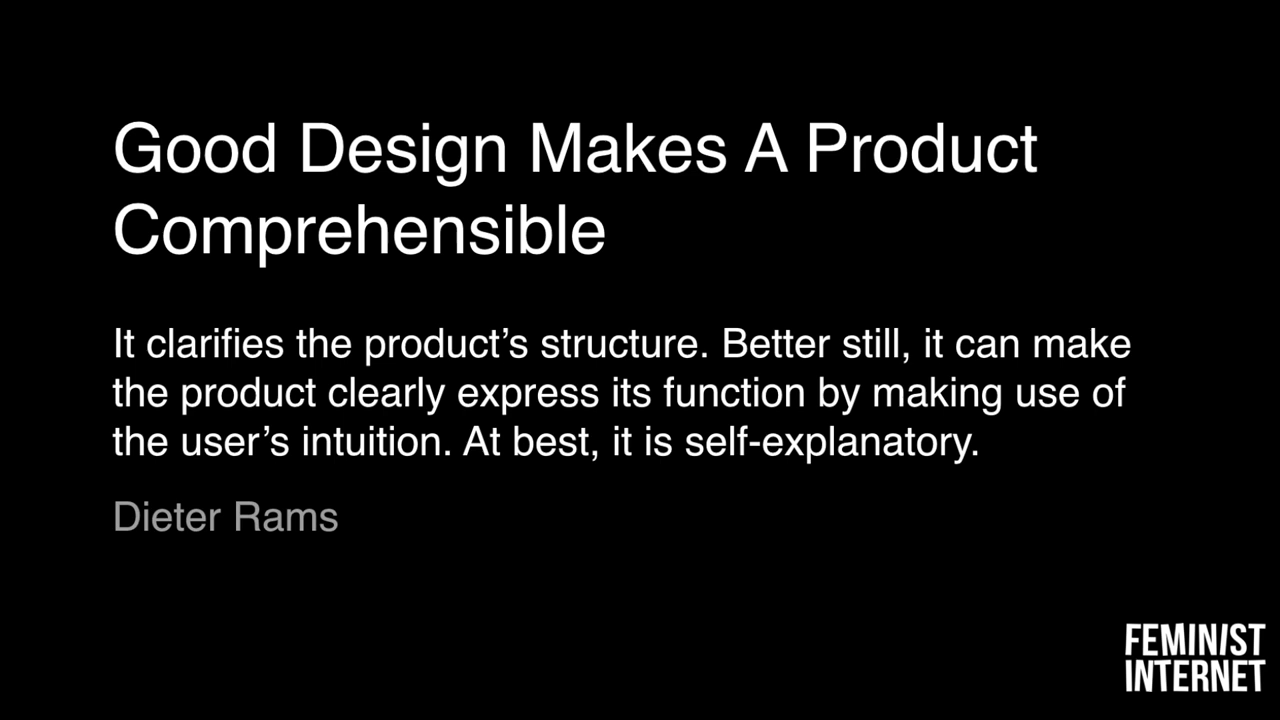 Good Design Makes A Product
Comprehensible
It clarifies the product’s structure. Better still, it can make
the product clearly express its function by making use of
the user’s intuition. At best, it is self-explanatory.
Dieter Rams
FEMINIST
INTERNET